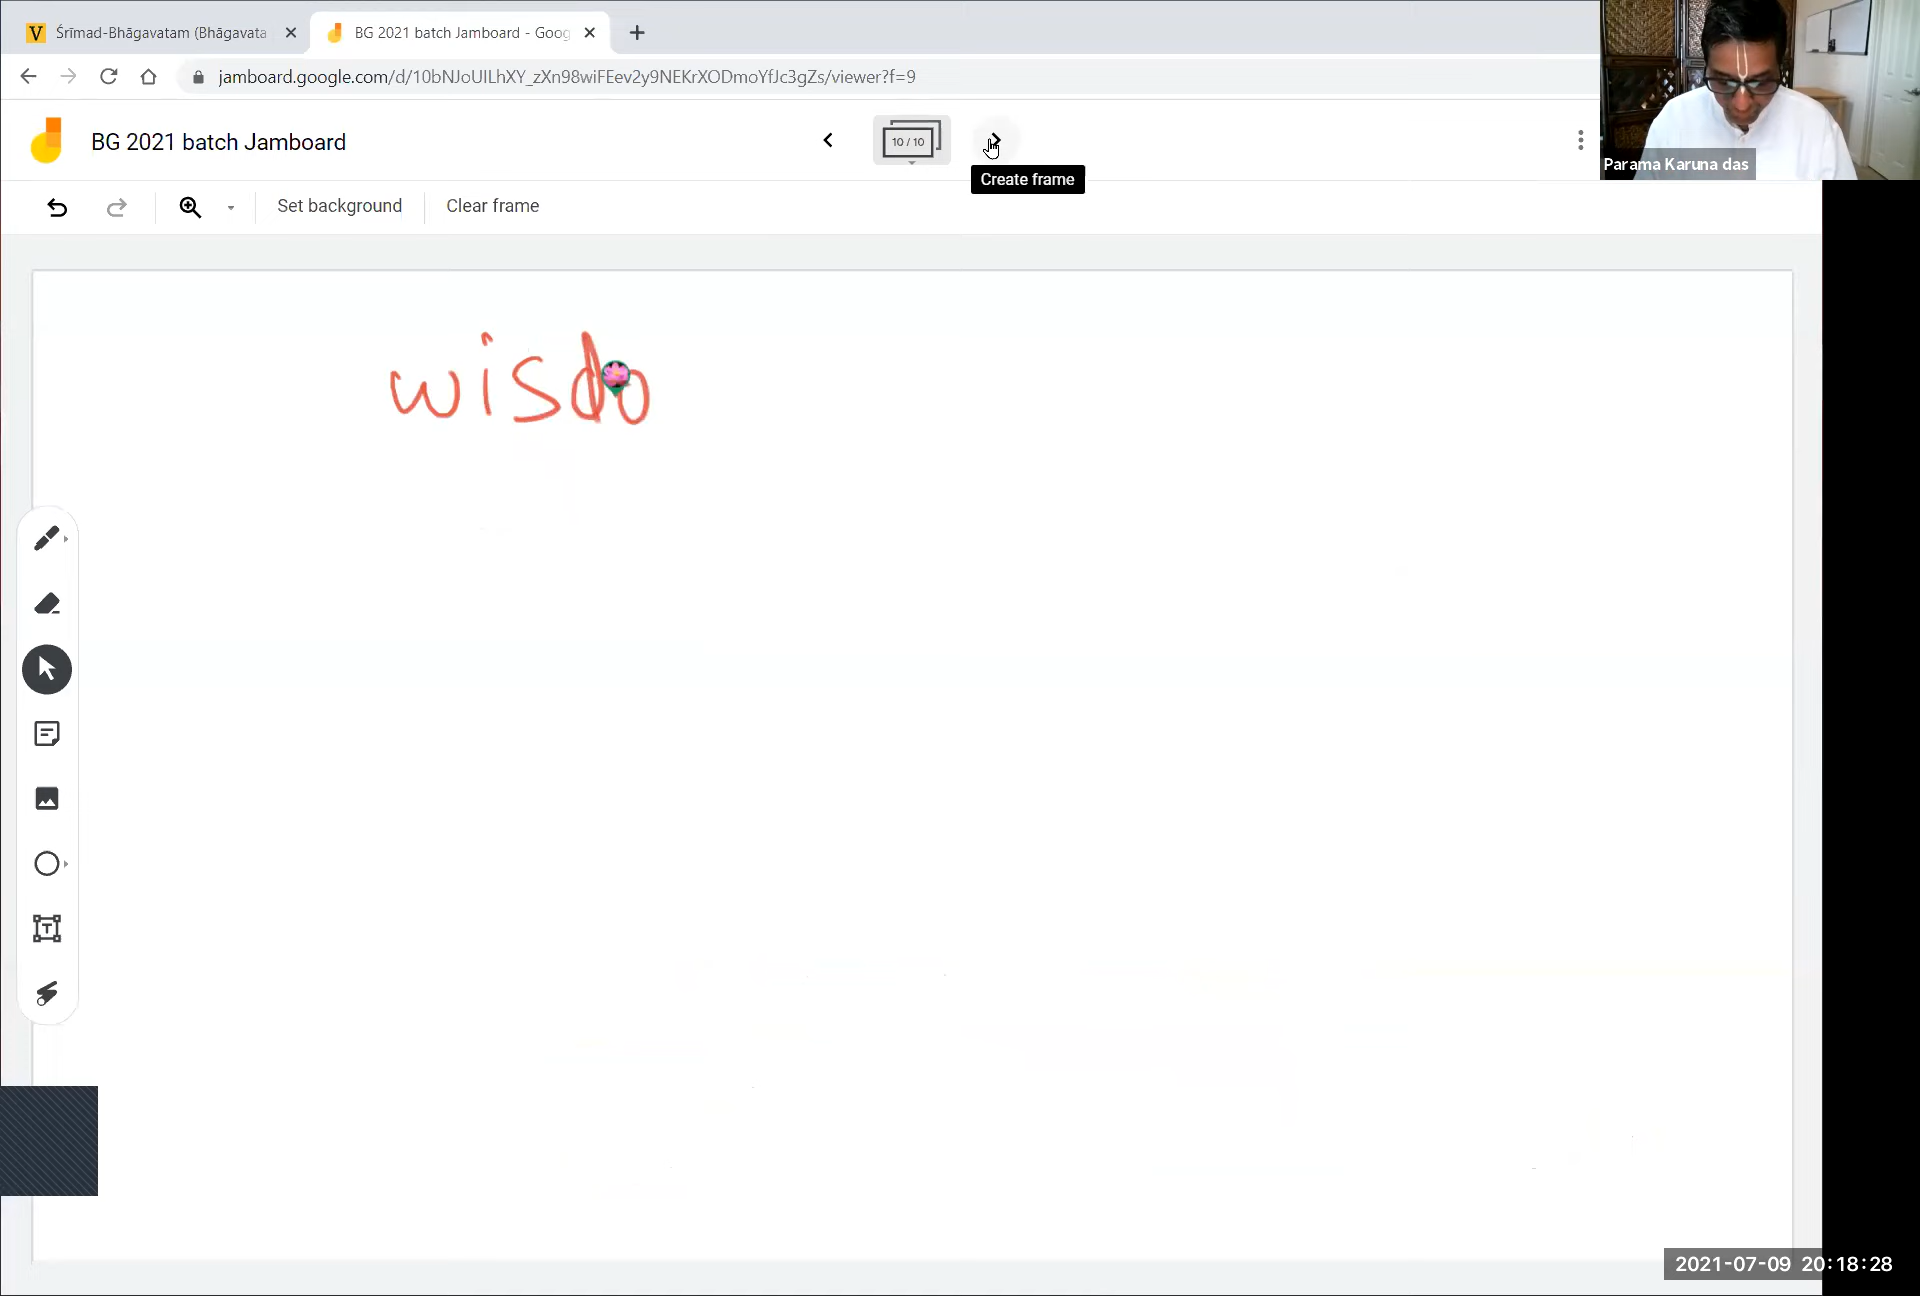 Śrīmad-Bhāgavatam (Bhāgavata
BG 2021 batch Jamboard - Goog
jamboard.google.com/d/10bNJoUILhXY_zXn98wiFEev2y9NEKrXODmoYfJc3gZs/viewer?f=9
BG 2021 batch Jamboard
10 / 10
Create frame
Parama Karuna das
Set background
Clear frame
wisdo
2021-07-09 20:18:28